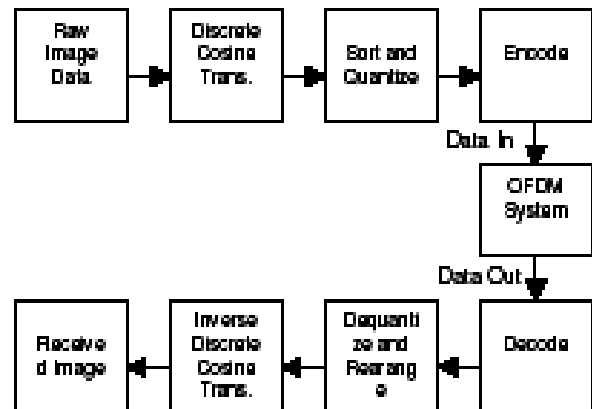 Raw
Image
Data
Discrete
Cosine
Trans.
Sort and
Quantize
Encode
Data In
OFDM
System
Data Out
Receive
d Image
Inverse
Discrete
Cosine
Trans.
Dequanti
ze and
Rearang
e
Decode